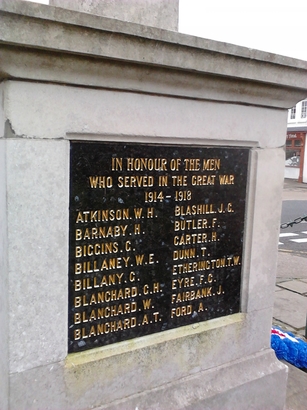 IN HONOUR OF THE MEN
WHO SERVED IN THE GREAT WAR
1914-1918
ATKINSON.W.H.
BARNABY.H.
BIGGINS.G.
BILLANEY.W.E.
BILLANY.G.
BLANCHARD.G.H.
BLANCHARD.W.
BLANCHARD.A.T.
BLASHILL.J.G.
BUTLER.F.
CARTER.H.
DUNN.T.
ETHERINGTON.T.W.
EYRE.F.G.
FAIRBANK.J.
FORD.A.